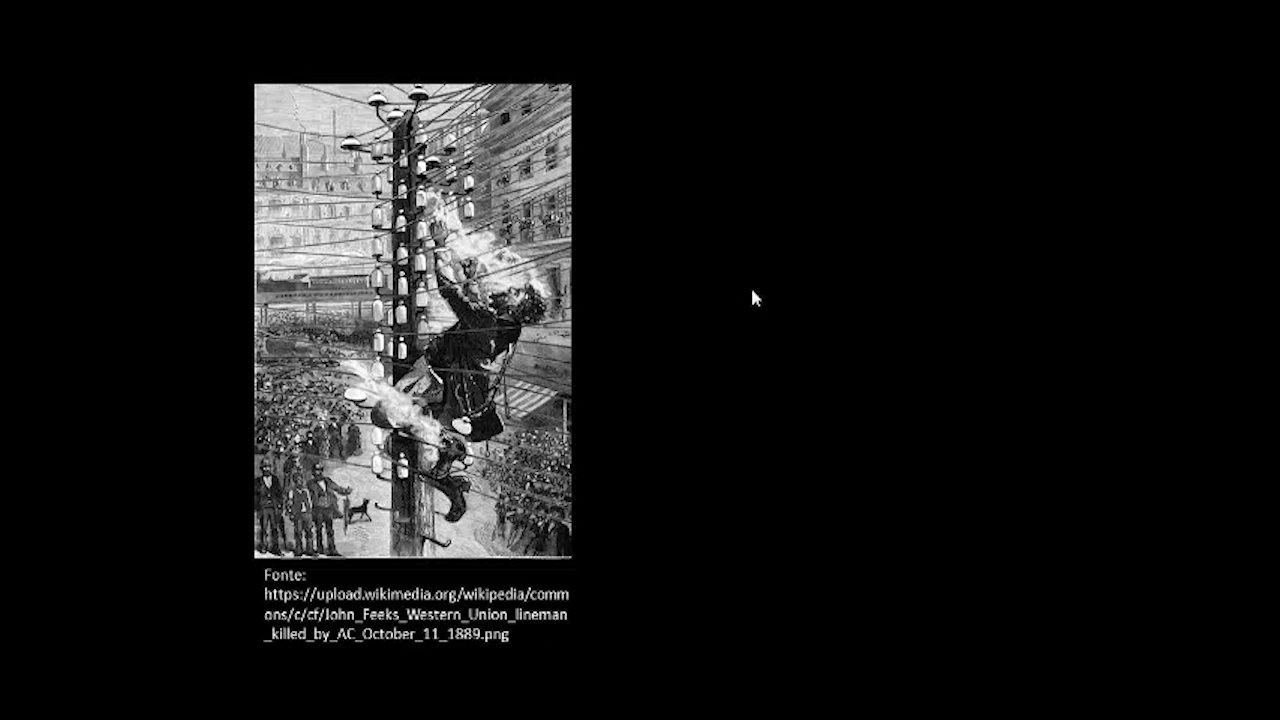 Fonte:
https://upload.wikimedia.org/wikipedia/comm
ons/c/cf/John_Feeks_Western_Union_lineman
_killed_by_AC_October_11_1889.png